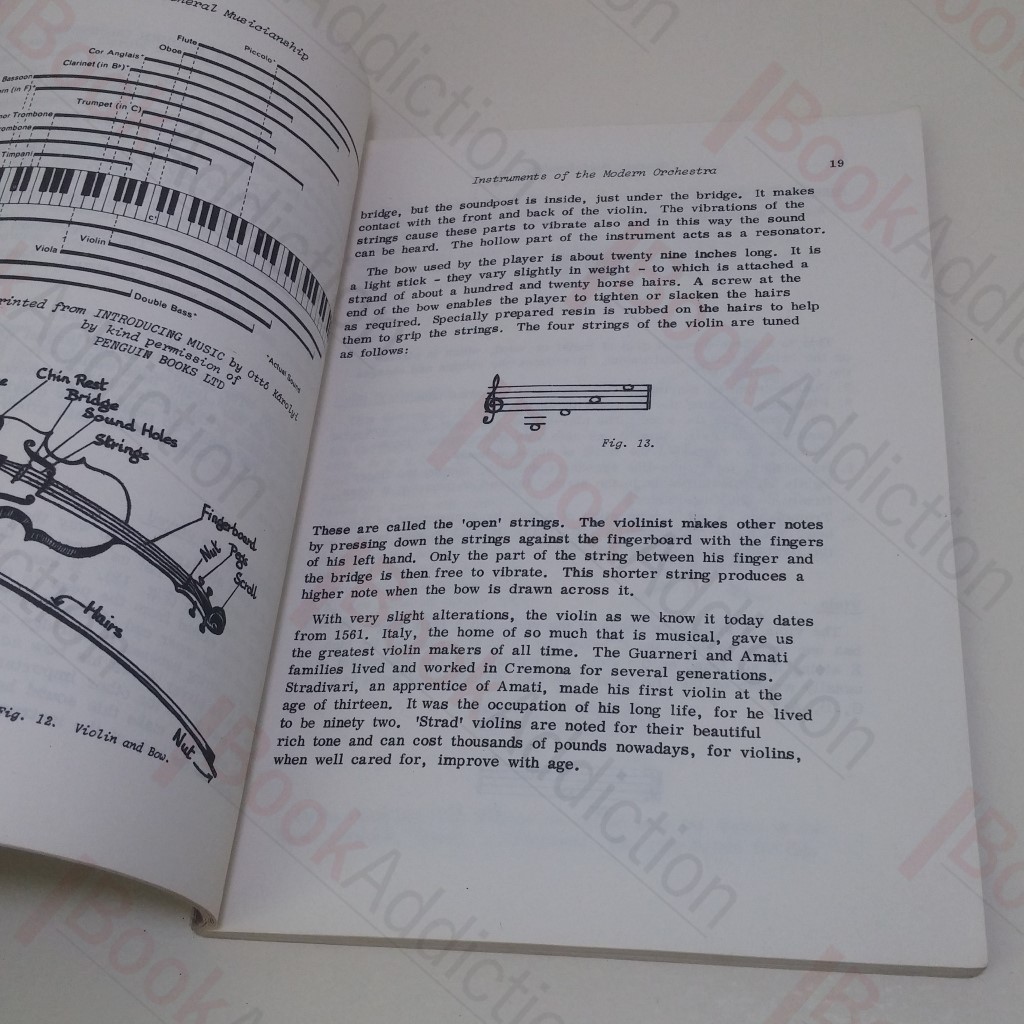 General Musicianship
Flute
Piccolo*
Oboe
Cor Anglais*
Clarinet (in B♭)*
Bassoon
(in F)*
Trumpet (in C)
Trombone
Trombone
Timpani
C'
Violin
Viola
Double Bass*
*Actual Sound
from INTRODUCING MUSIC by Ottó Károlyi
by kind permission of
PENGUIN BOOKS LTD
Chin Rest
Bridge
Sound Holes
Strings
Fingerboard
Nut
Pegs
Scroll
Hairs
Nut
Fig. 12. Violin and Bow.
Instruments of the Modern Orchestra
19
bridge, but the soundpost is inside, just under the bridge. It makes
contact with the front and back of the violin. The vibrations of the
strings cause these parts to vibrate also and in this way the sound
can be heard. The hollow part of the instrument acts as a resonator.
The bow used by the player is about twenty nine inches long. It is
a light stick - they vary slightly in weight - to which is attached a
strand of about a hundred and twenty horse hairs. A screw at the
end of the bow enables the player to tighten or slacken the hairs
as required. Specially prepared resin is rubbed on the hairs to help
them to grip the strings. The four strings of the violin are tuned
as follows:
Fig. 13.
These are called the 'open' strings. The violinist makes other notes
by pressing down the strings against the fingerboard with the fingers
of his left hand. Only the part of the string between his finger and
the bridge is then free to vibrate. This shorter string produces a
higher note when the bow is drawn across it.
With very slight alterations, the violin as we know it today dates
from 1561. Italy, the home of so much that is musical, gave us
the greatest violin makers of all time. The Guarneri and Amati
families lived and worked in Cremona for several generations.
Stradivari, an apprentice of Amati, made his first violin at the
age of thirteen. It was the occupation of his long life, for he lived
to be ninety two. 'Strad' violins are noted for their beautiful
rich tone and can cost thousands of pounds nowadays, for violins,
when well cared for, improve with age.
BookAddiction